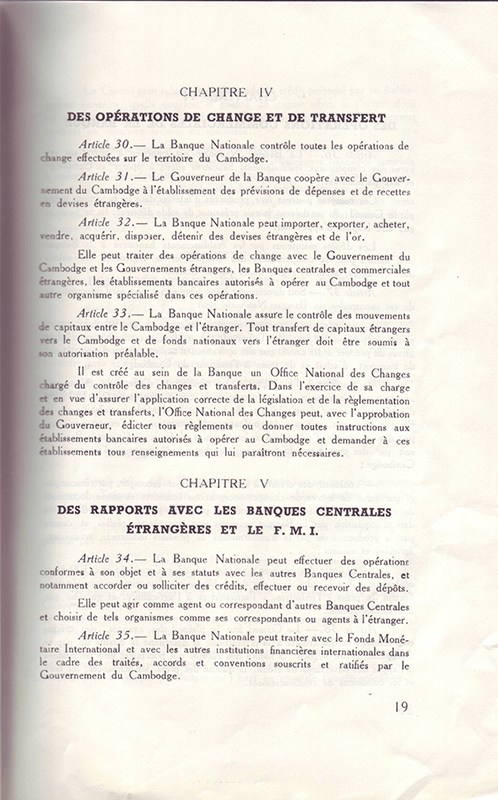 CHAPITRE IV
DES OPÉRATIONS DE CHANGE ET DE TRANSFERT
Article 30.— La Banque Nationale contrôle toutes les opérations de
change effectuées sur le territoire du Cambodge.
Article 31.— Le Gouverneur de la Banque coopère avec le Gouver-
nement du Cambodge à l'établissement des prévisions de dépenses et de recettes
en devises étrangères.
Article 32.— La Banque Nationale peut importer, exporter, acheter,
vendre, acquérir, disposer, détenir des devises étrangères et de l'or.
Elle peut traiter des opérations de change avec le Gouvernement du
Cambodge et les Gouvernements étrangers, les Banques centrales et commerciales
étrangères, les établissements bancaires autorisés à opérer au Cambodge et tout
autre organisme spécialisé dans ces opérations.
Article 33.— La Banque Nationale assure le contrôle des mouvements
de capitaux entre le Cambodge et l'étranger. Tout transfert de capitaux étrangers
vers le Cambodge et de fonds nationaux vers l'étranger doit être soumis à
son autorisation préalable.
Il est créé au sein de la Banque un Office National des Changes
chargé du contrôle des changes et transferts. Dans l'exercice de sa charge
et en vue d'assurer l'application correcte de la législation et de la règlementation
des changes et transferts, l'Office National des Changes peut, avec l'approbation
du Gouverneur, édicter tous règlements ou donner toutes instructions aux
établissements bancaires autorisés à opérer au Cambodge et demander à ces
établissements tous renseignements qui lui paraîtront nécessaires.
CHAPITRE V
DES RAPPORTS AVEC LES BANQUES CENTRALES
ÉTRANGÈRES ET LE F. M. I.
Article 34.— La Banque Nationale peut effectuer des opérations
conformes à son objet et à ses statuts avec les autres Banques Centrales, et
notamment accorder ou solliciter des crédits, effectuer ou recevoir des dépôts.
Elle peut agir comme agent ou correspondant d'autres Banques Centrales
et choisir de tels organismes comme ses correspondants ou agents à l'étranger.
Article 35.— La Banque Nationale peut traiter avec le Fonds Moné-
taire International et avec les autres institutions financières internationales dans
le cadre des traités, accords et conventions souscrits et ratifiés par le
Gouvernement du Cambodge.
19